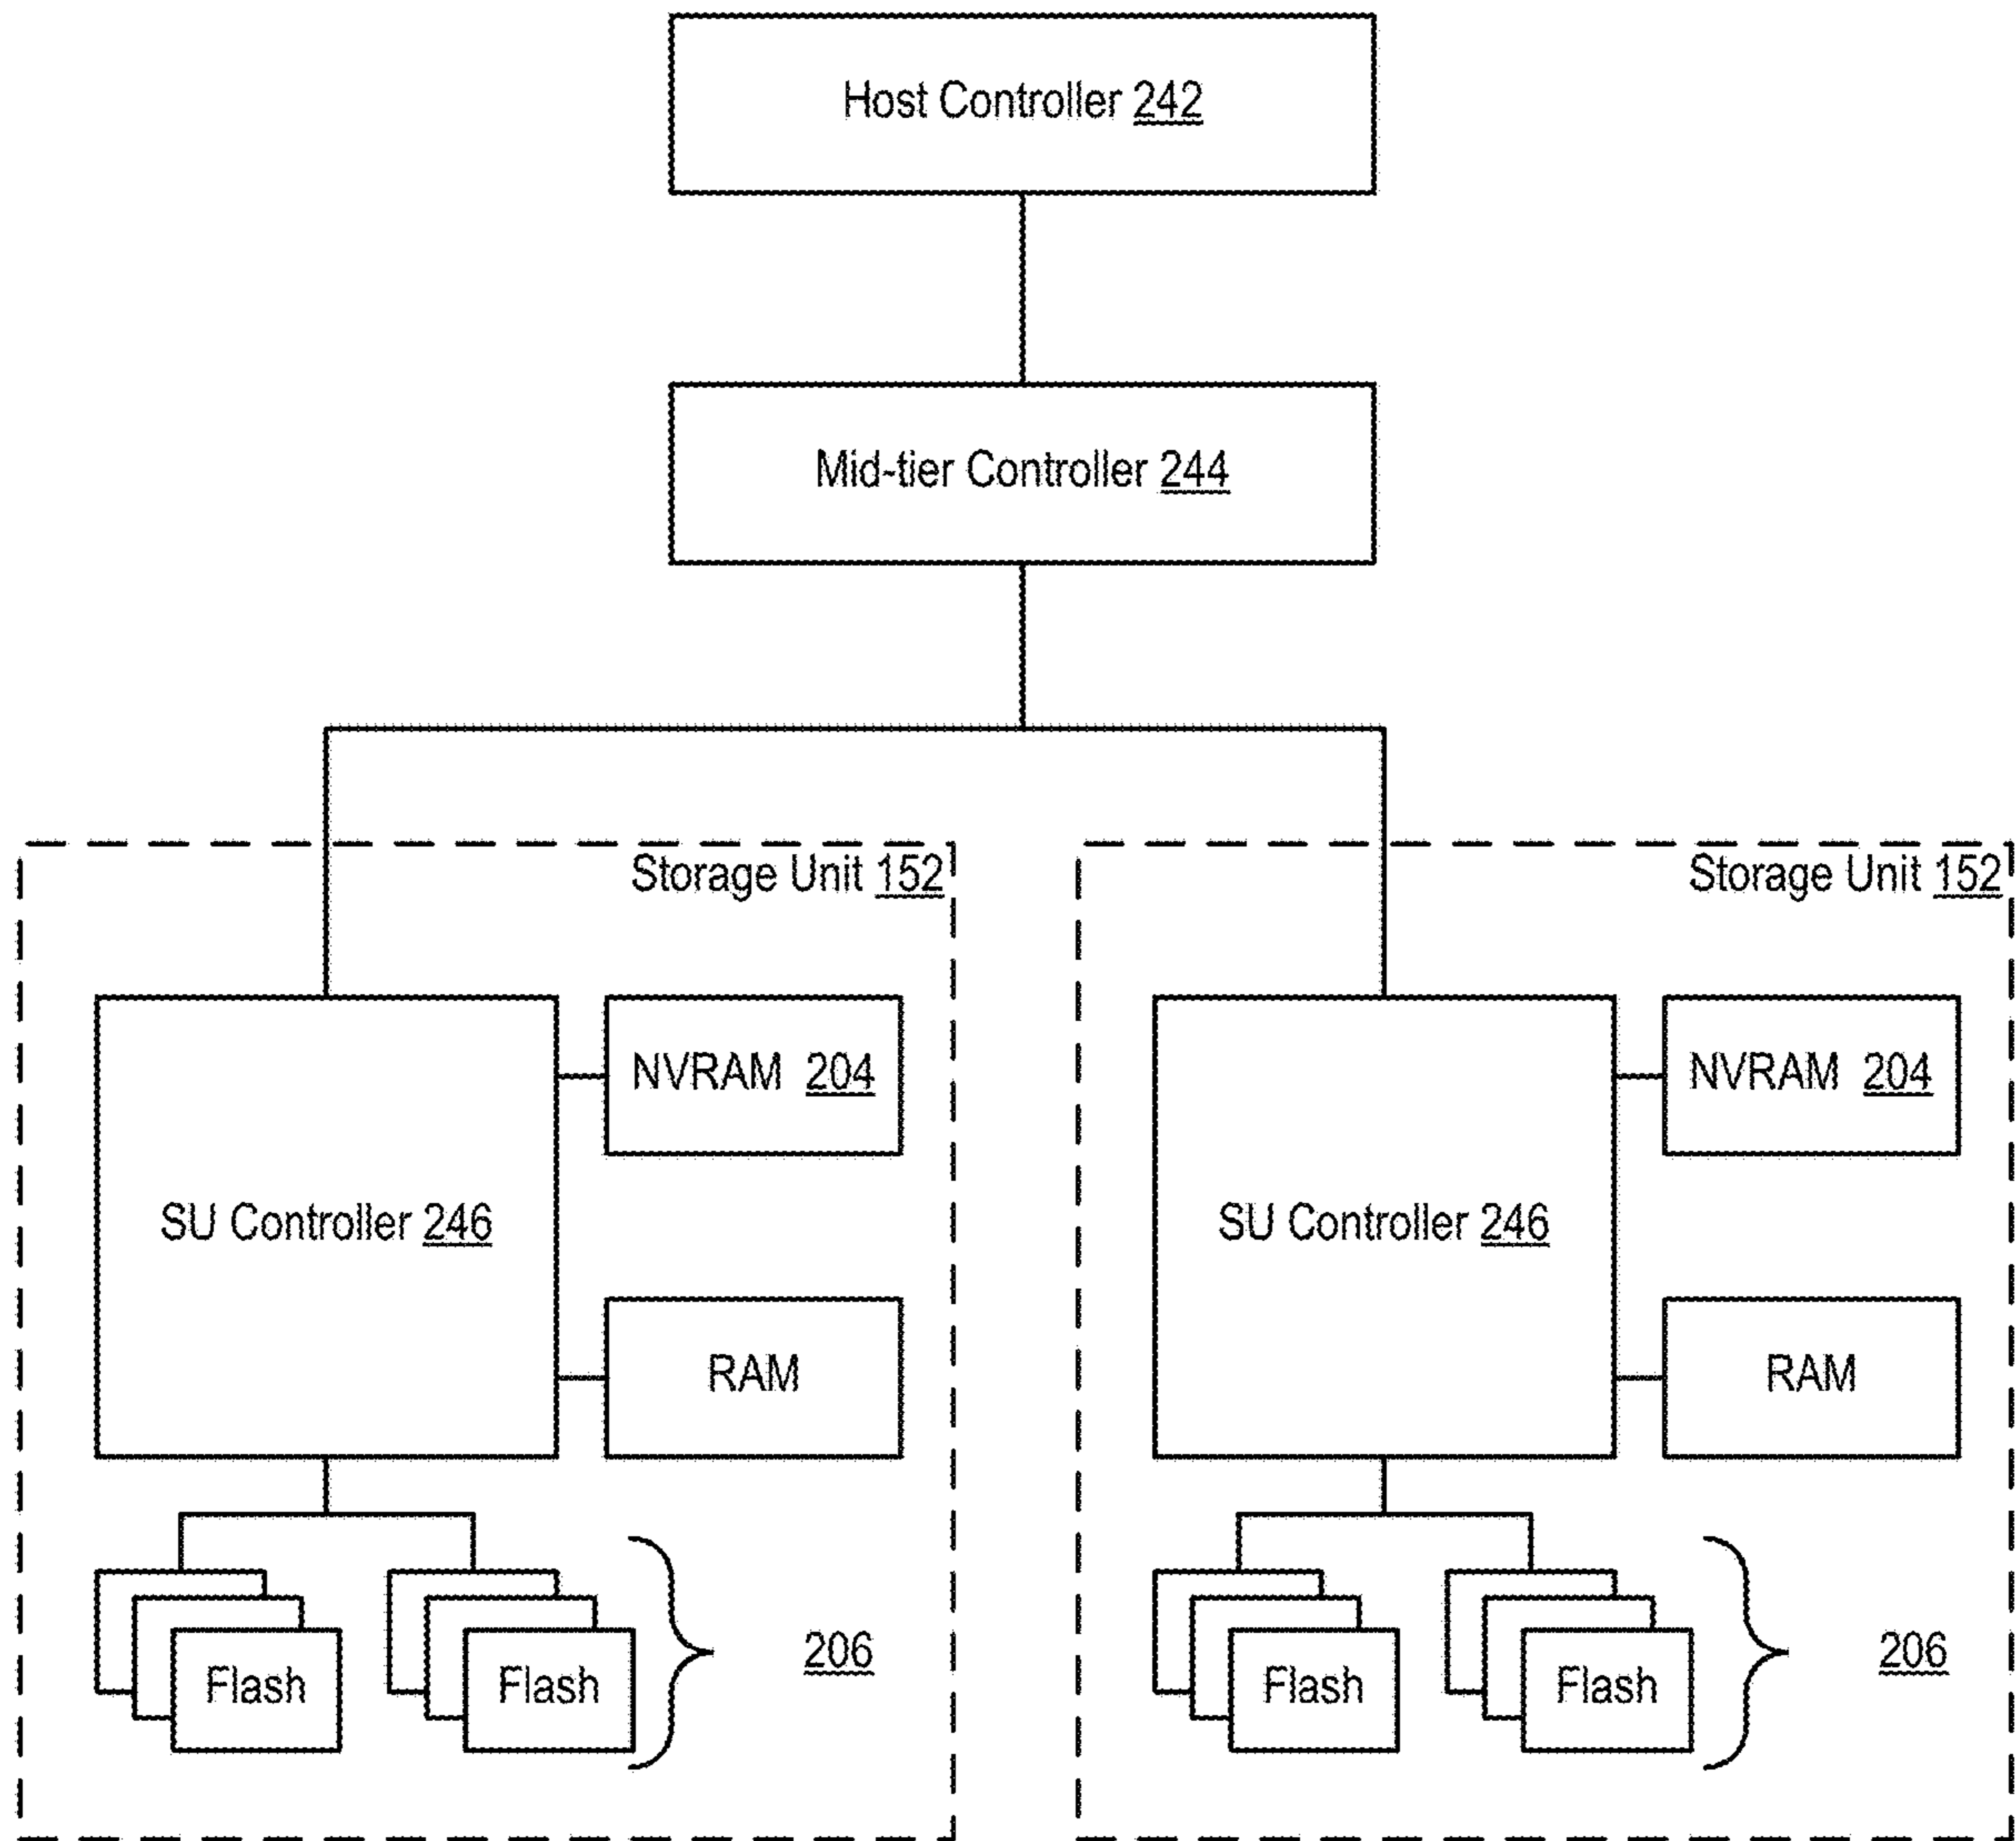 Host Controller 242
Mid-tier Controller 244
Storage Unit 152
NVRAM 204
SU Controller 246
RAM
Flash
Flash
206
Storage Unit 152
NVRAM 204
SU Controller 246
RAM
Flash
Flash
206